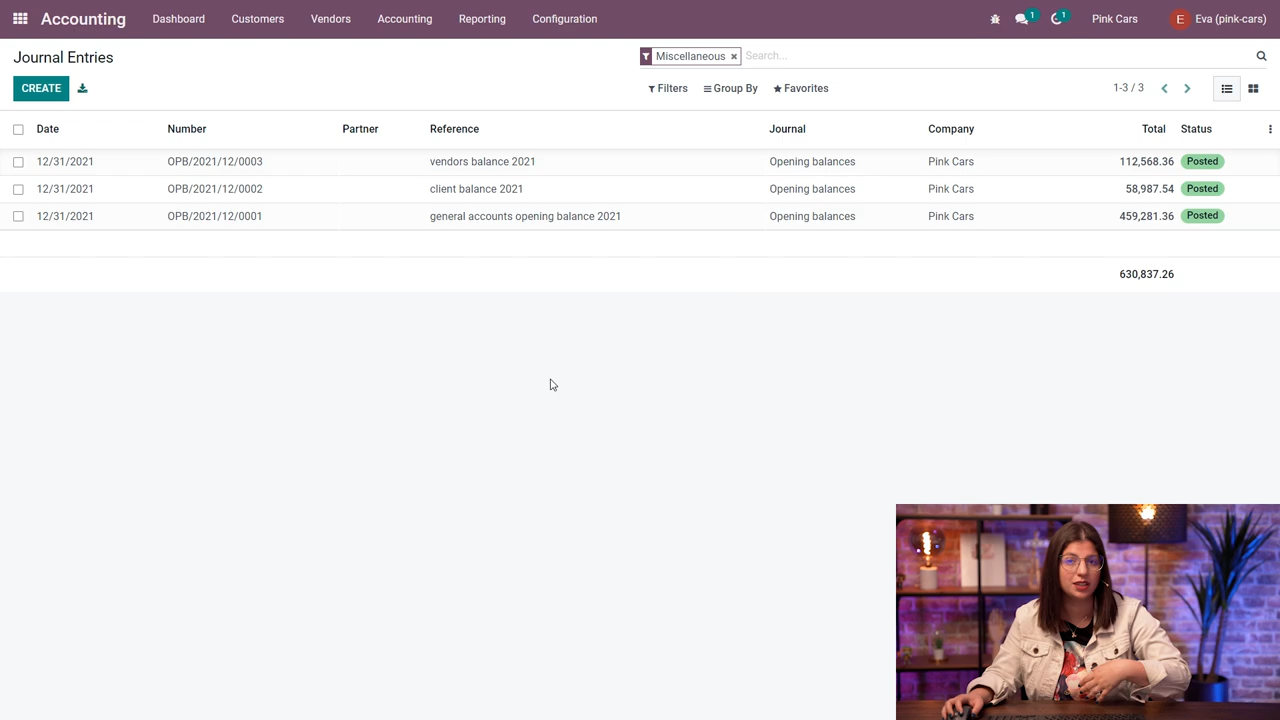 Accounting Dashboard Customers Vendors Accounting Reporting Configuration 1 1 Pink Cars E Eva (pink-cars)
Journal Entries Miscellaneous × Search...
CREATE Filters Group By Favorites 1-3 / 3
Date Number Partner Reference Journal Company Total Status
12/31/2021 OPB/2021/12/0003 vendors balance 2021 Opening balances Pink Cars 112,568.36 Posted
12/31/2021 OPB/2021/12/0002 client balance 2021 Opening balances Pink Cars 58,987.54 Posted
12/31/2021 OPB/2021/12/0001 general accounts opening balance 2021 Opening balances Pink Cars 459,281.36 Posted
630,837.26